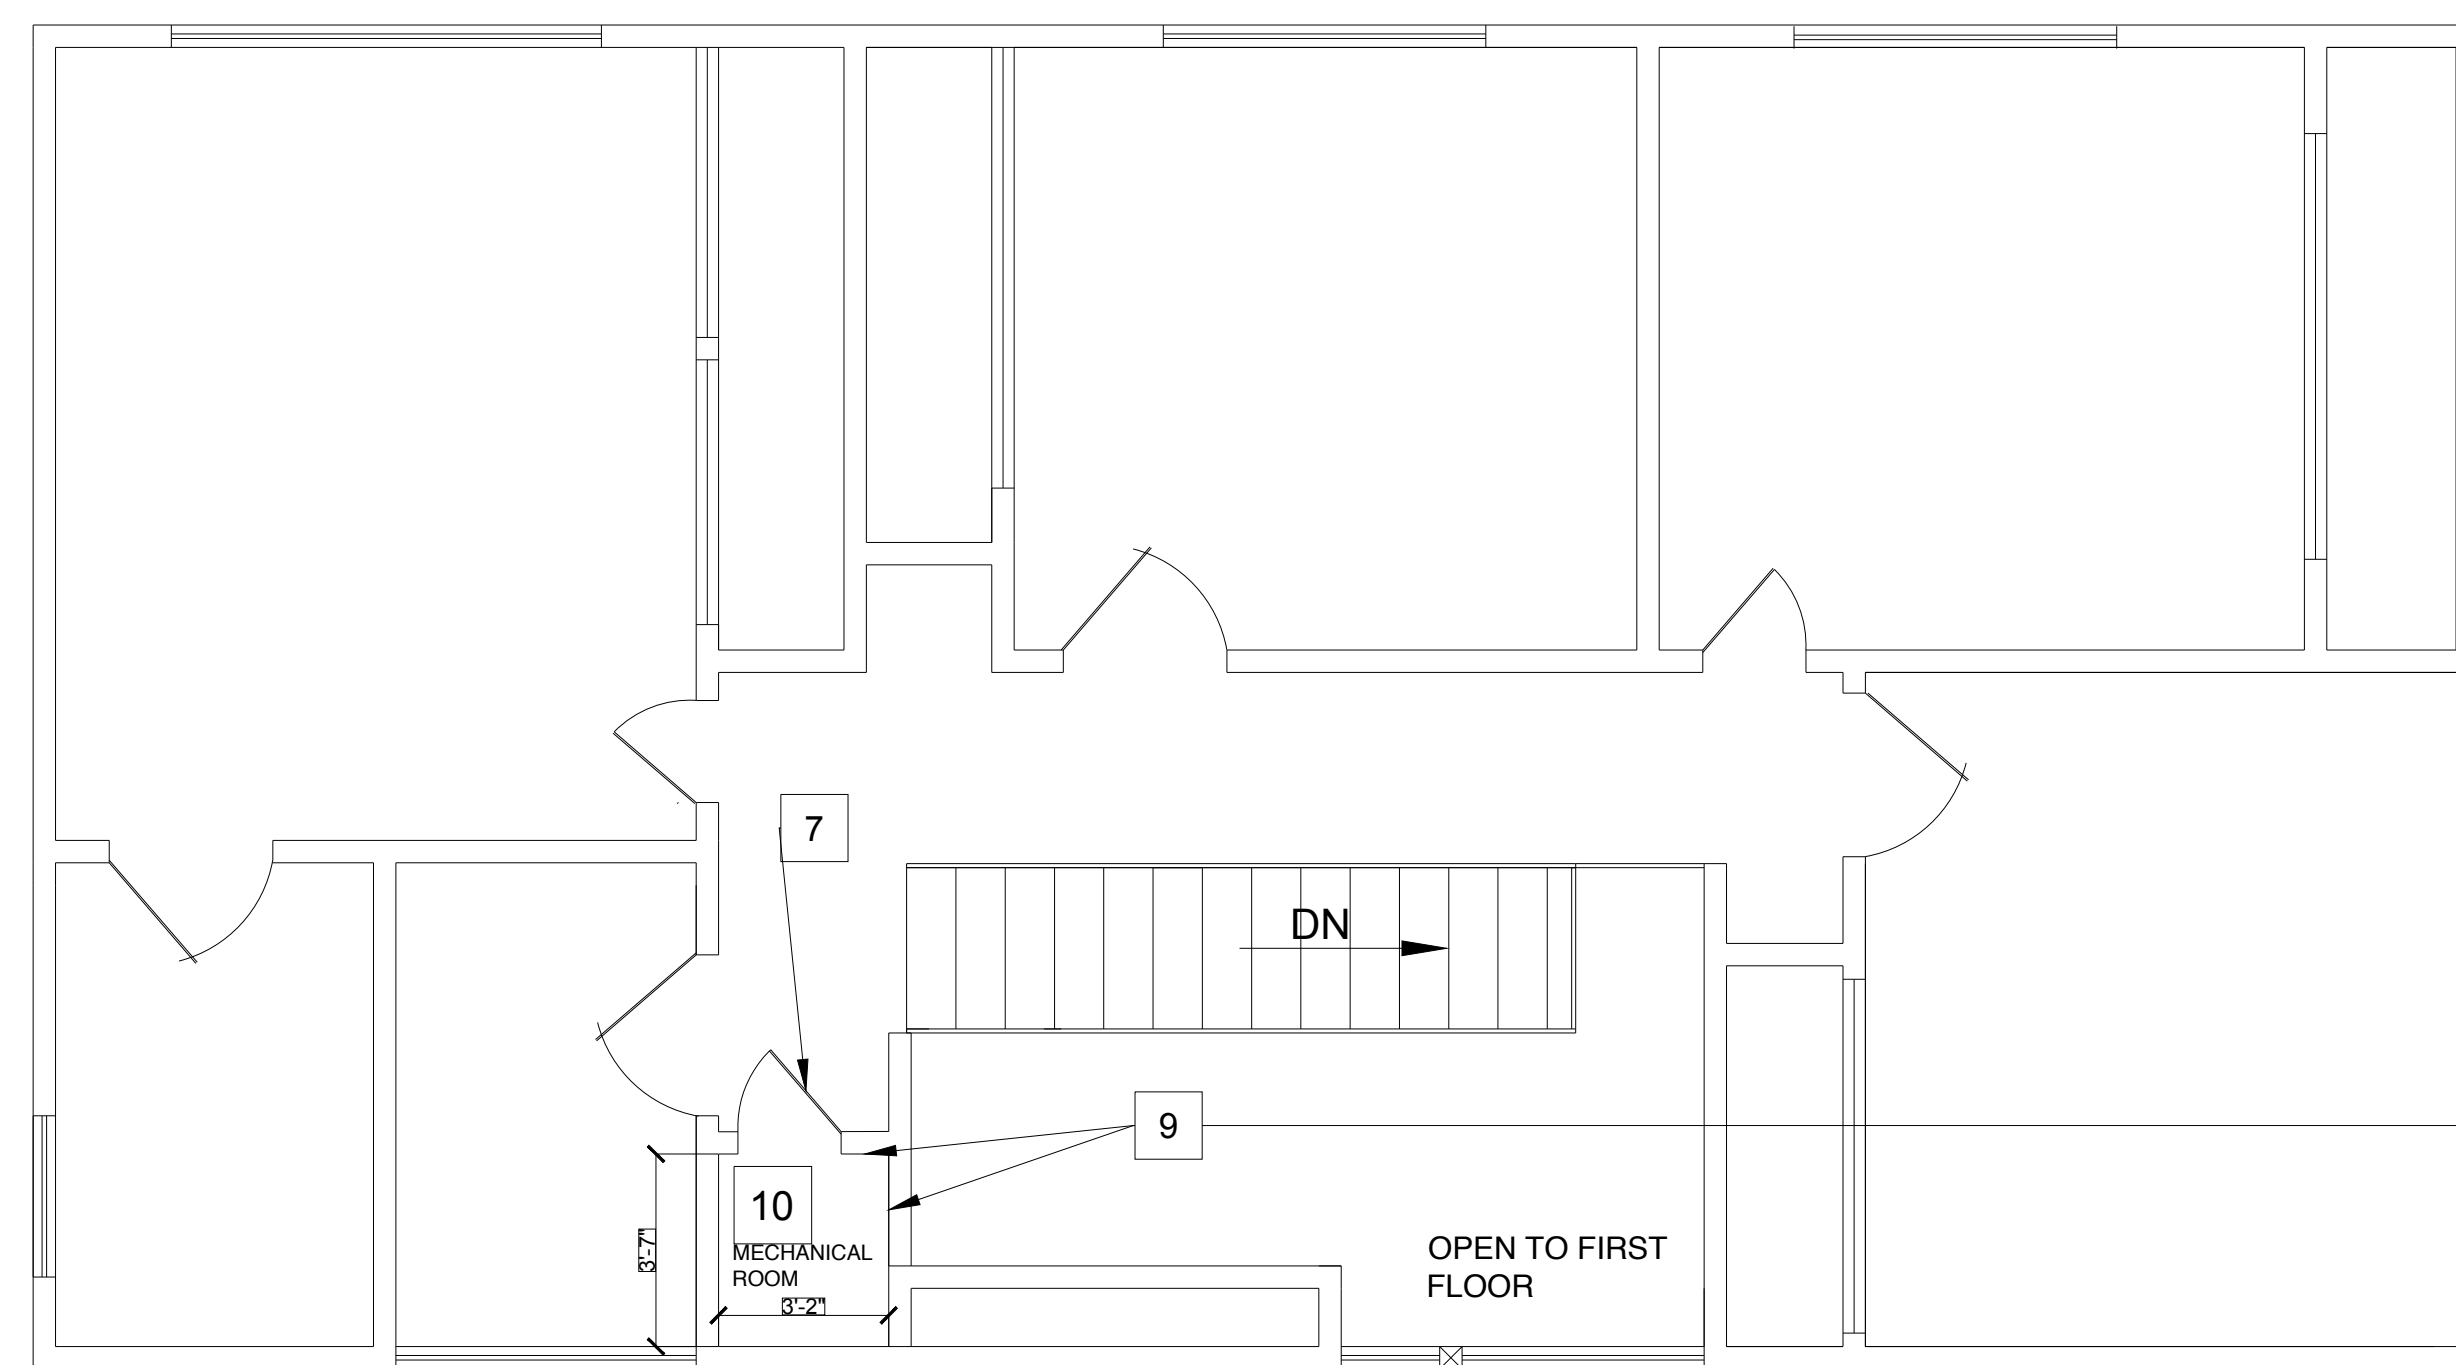 7
DN
9
10
MECHANICAL
ROOM
3'-7"
3'-2"
OPEN TO FIRST
FLOOR